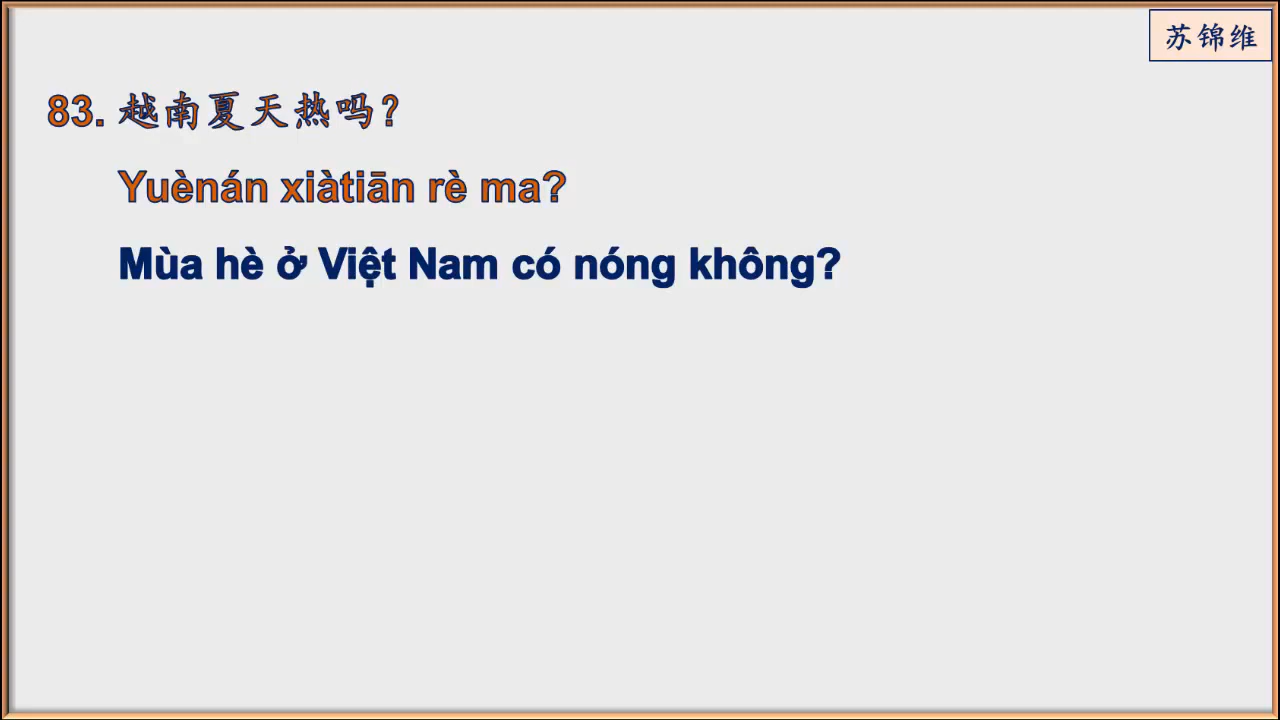 苏锦维
83. 越南夏天热吗?
Yuènán xiàtiān rè ma?
Mùa hè ở Việt Nam có nóng không?